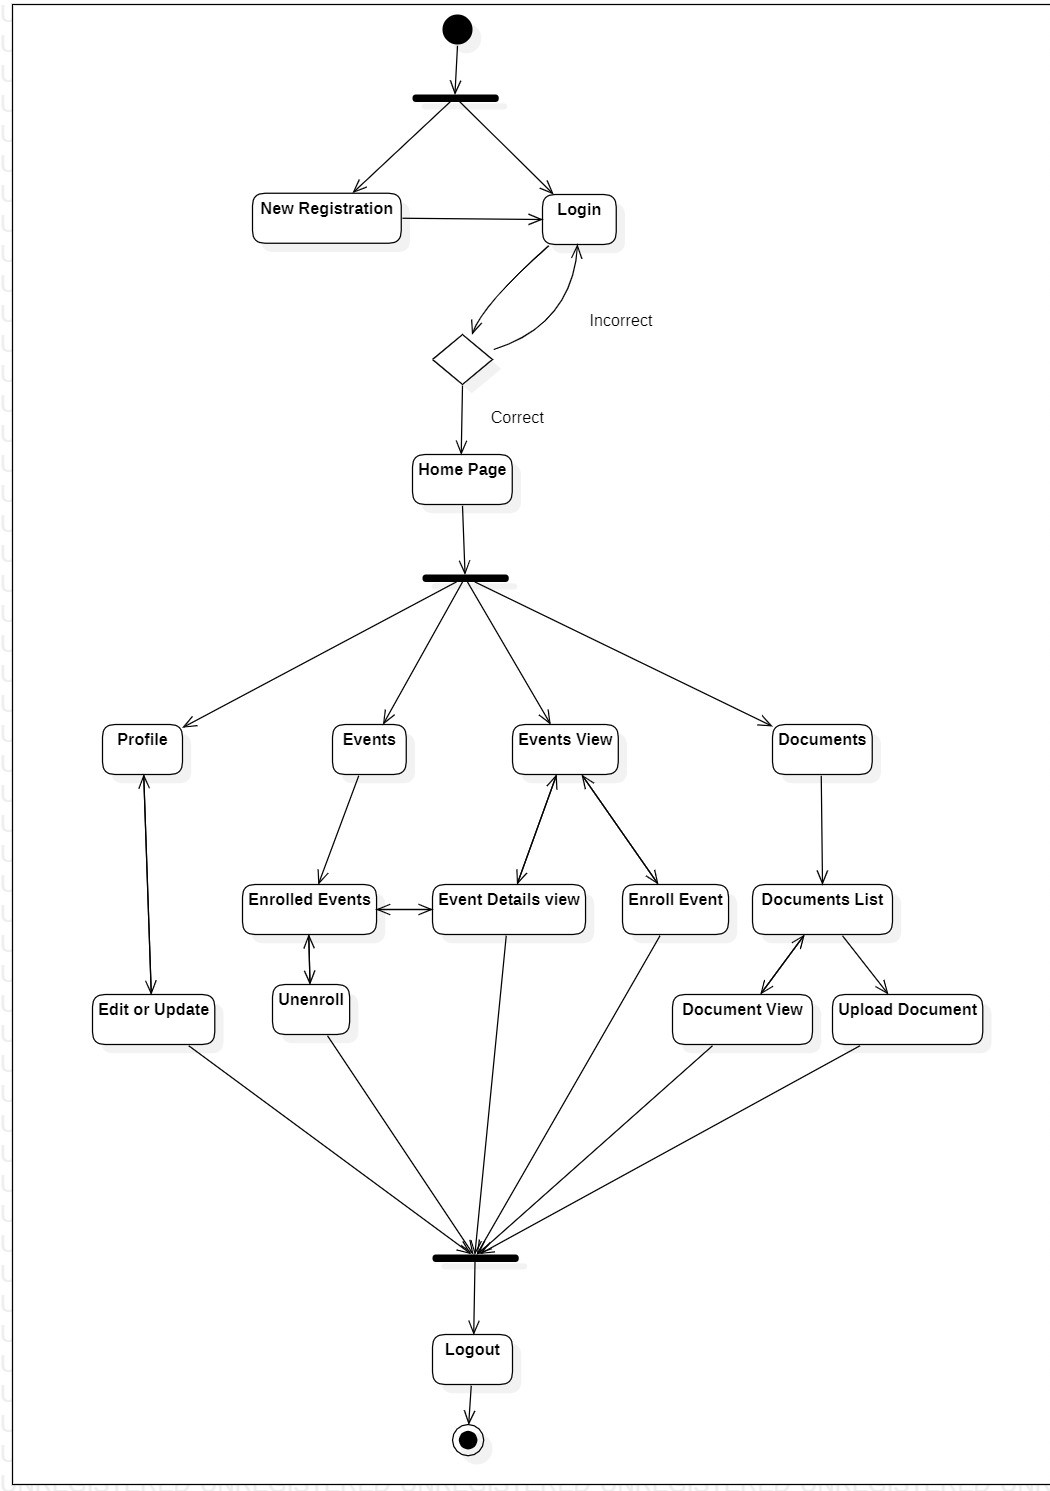 New Registration
Login
Incorrect
Correct
Home Page
Profile
Events
Events View
Documents
Enrolled Events
Event Details view
Enroll Event
Documents List
Edit or Update
Unenroll
Document View
Upload Document
Logout
UNREGISTERED UNREGISTERED UNREGISTERED UNREGISTERED UNREGISTERED